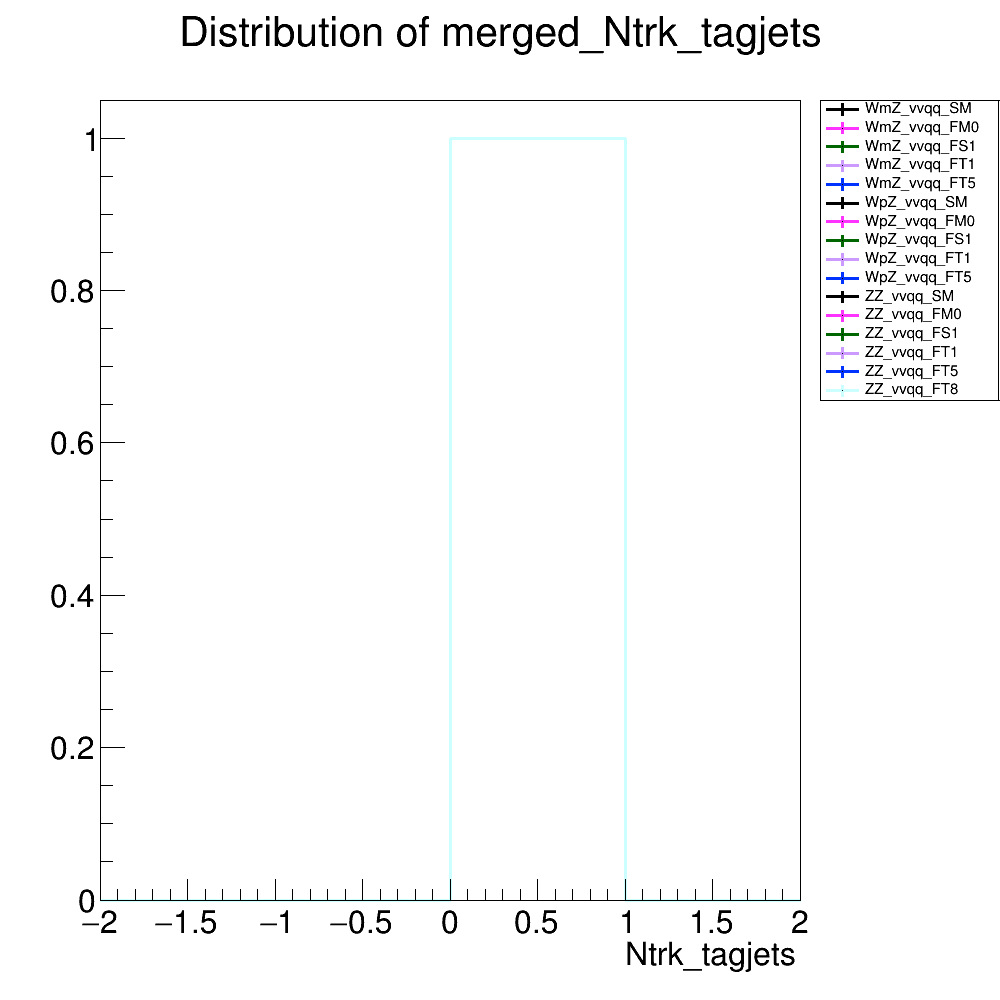 Distribution of merged_Ntrk_tagjets
WmZ_vvqq_SM
WmZ_vvqq_FM0
WmZ_vvqq_FS1
WmZ_vvqq_FT1
WmZ_vvqq_FT5
WpZ_vvqq_SM
WpZ_vvqq_FM0
WpZ_vvqq_FS1
WpZ_vvqq_FT1
WpZ_vvqq_FT5
ZZ_vvqq_SM
ZZ_vvqq_FM0
ZZ_vvqq_FS1
ZZ_vvqq_FT1
ZZ_vvqq_FT5
ZZ_vvqq_FT8
1
0.8
0.6
0.4
0.2
0
−2 −1.5 −1 −0.5 0 0.5 1 1.5 2
Ntrk_tagjets